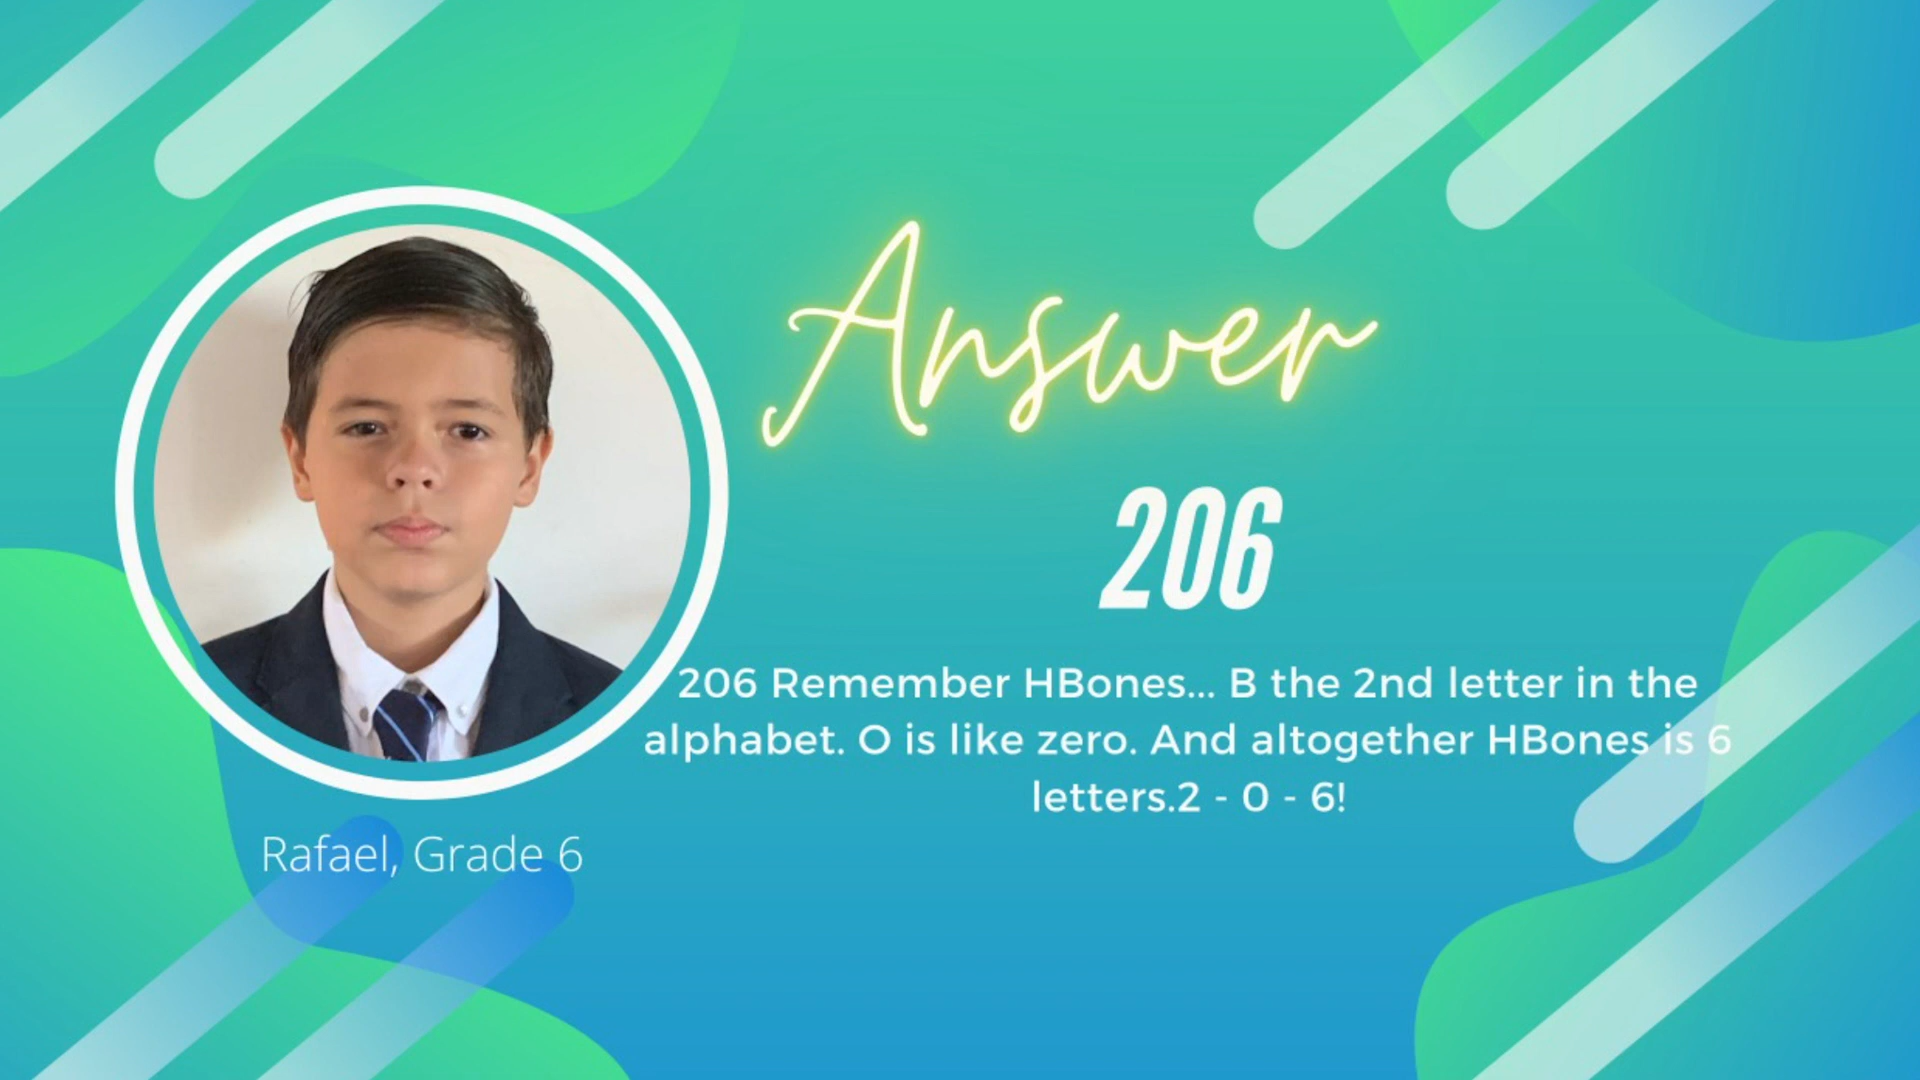 Answer
206
206 Remember HBones... B the 2nd letter in the
alphabet. O is like zero. And altogether HBones is 6
letters.2 - 0 - 6!
Rafael, Grade 6